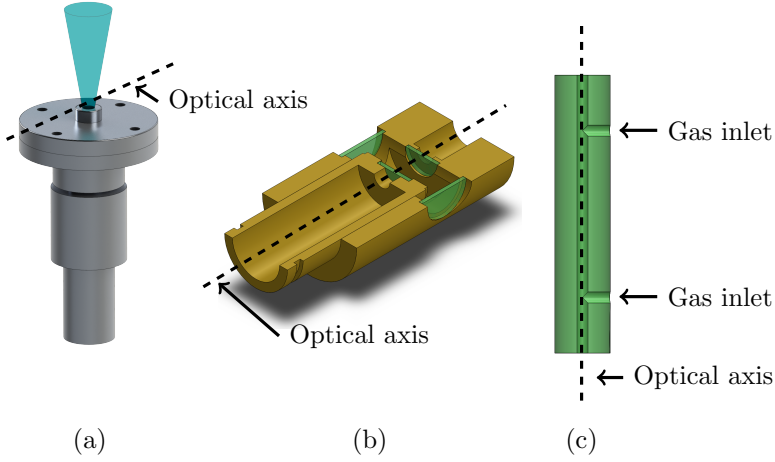 Optical axis
Optical axis
Gas inlet
Gas inlet
Optical axis
(a)
(b)
(c)